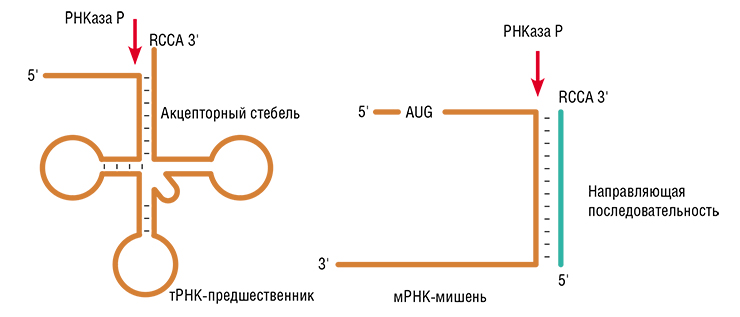 РНКаза Р
RCCA 3'
5'
Акцепторный стебель
тРНК-предшественник
РНКаза Р
RCCA 3'
5'
AUG
Направляющая
последовательность
3'
5'
мРНК-мишень